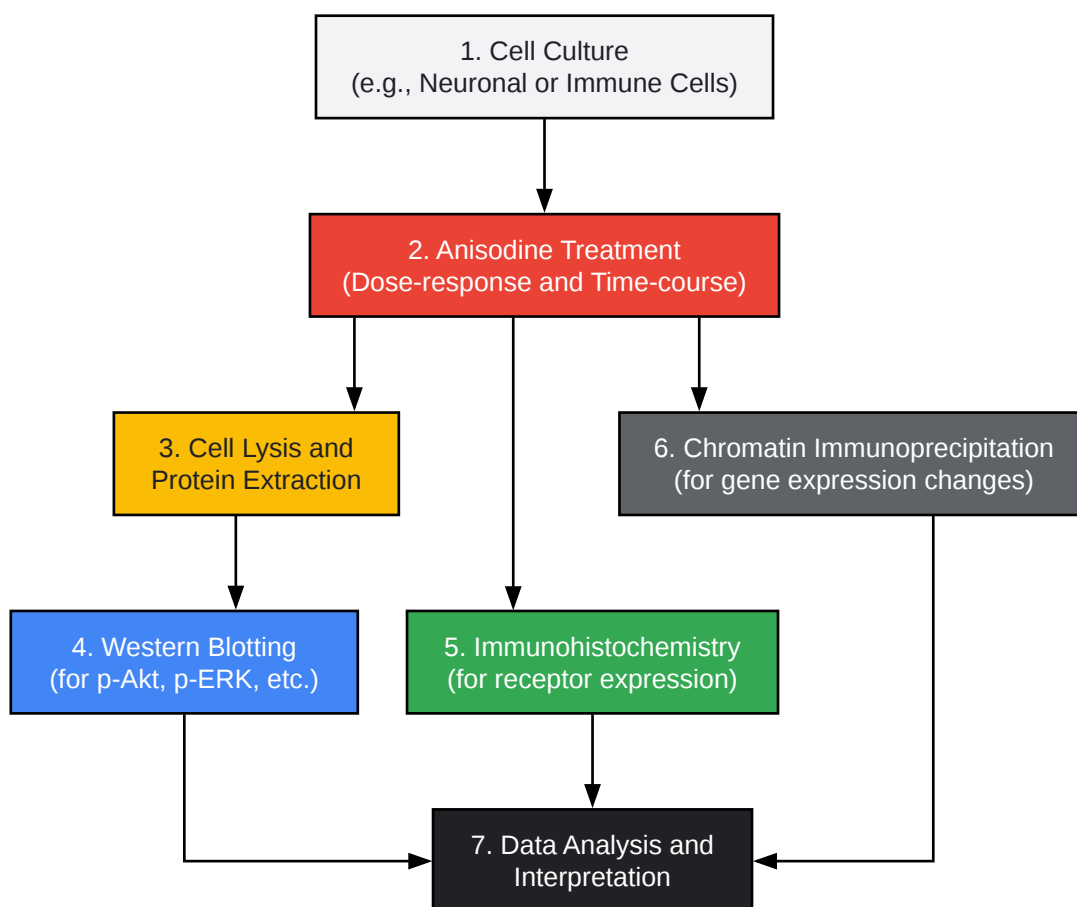 1. Cell Culture
(e.g., Neuronal or Immune Cells)
2. Anisodine Treatment
(Dose-response and Time-course)
3. Cell Lysis and
Protein Extraction
6. Chromatin Immunoprecipitation
(for gene expression changes)
4. Western Blotting
(for p-Akt, p-ERK, etc.)
5. Immunohistochemistry
(for receptor expression)
7. Data Analysis and
Interpretation